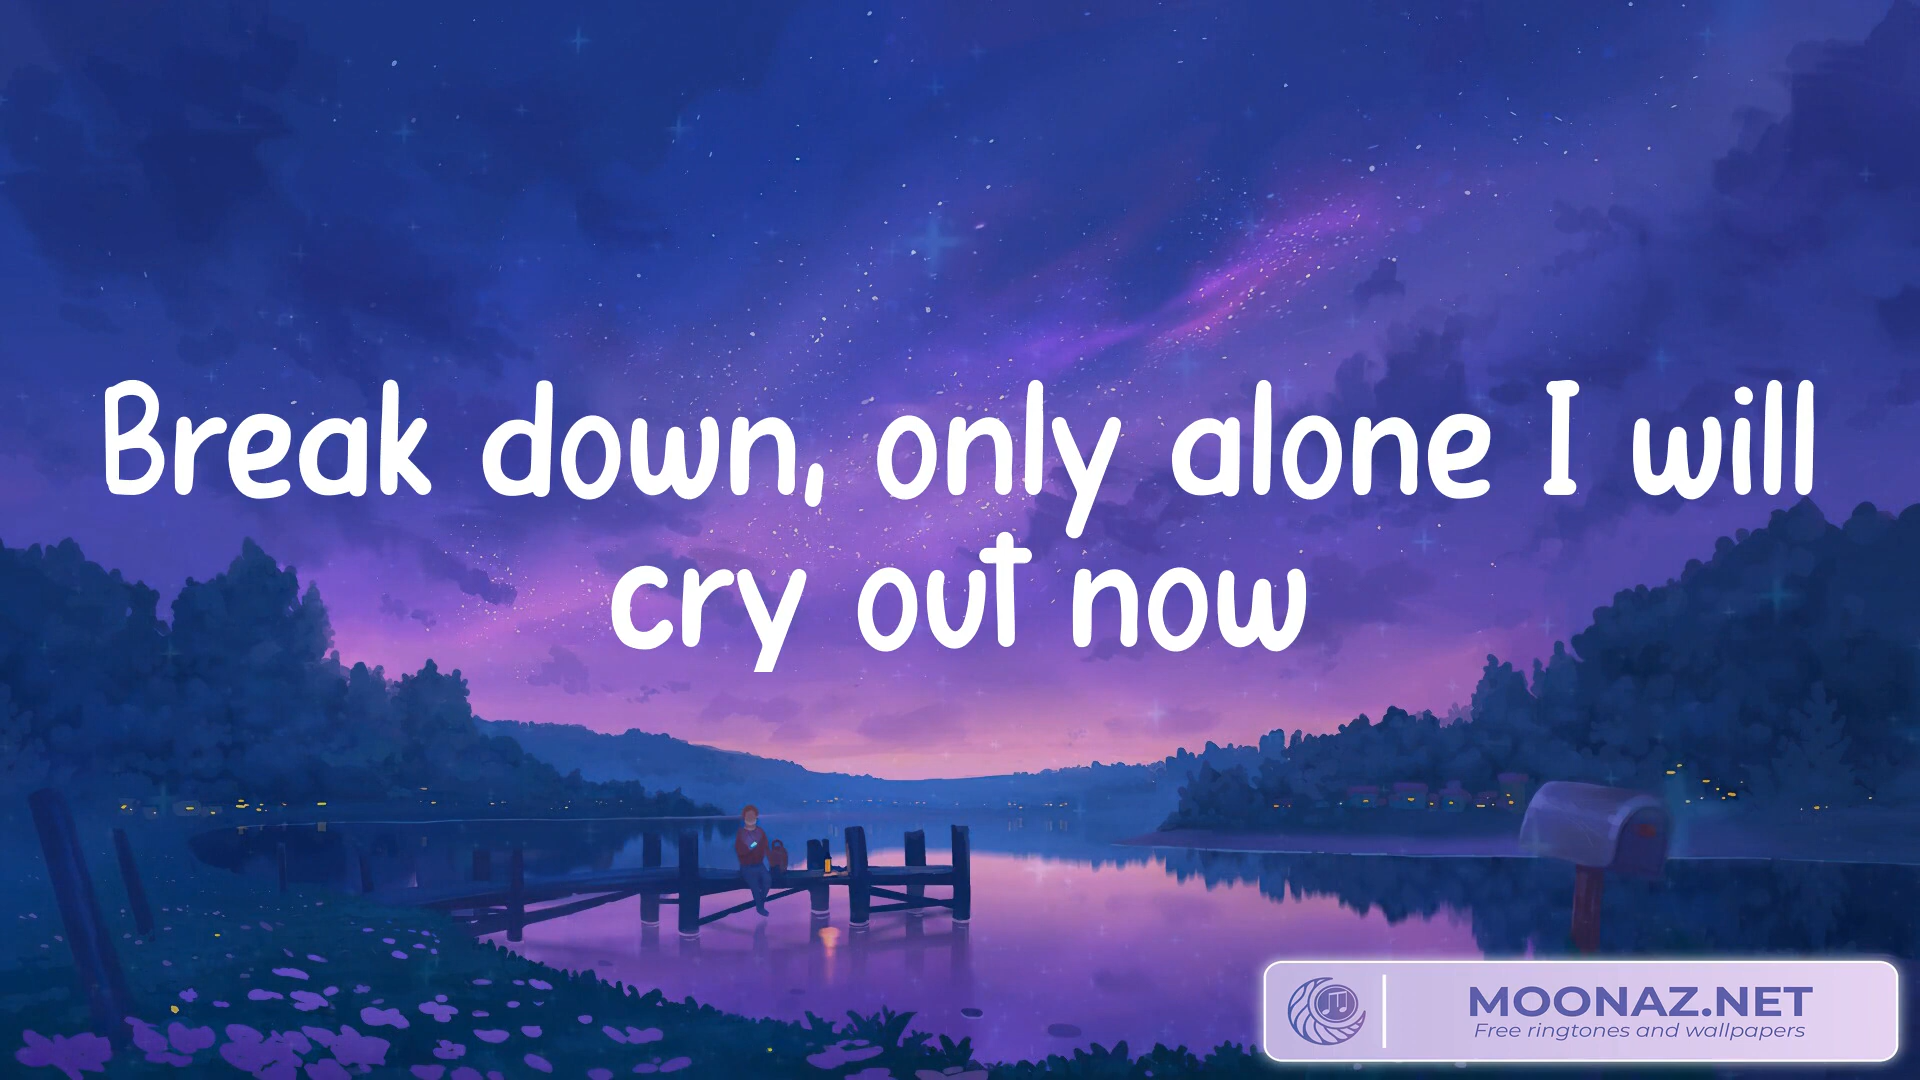 Break down, only alone I will
cry out now
MOONAZ.NET
Free ringtones and wallpapers